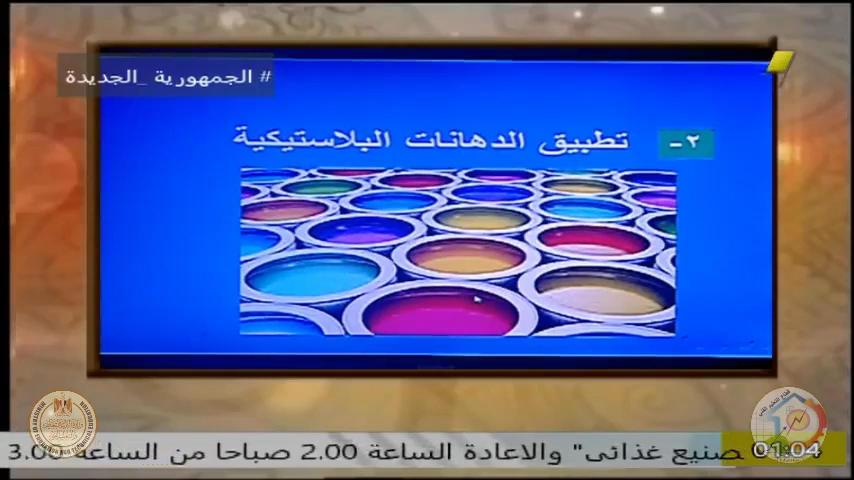 # الجمهورية _الجديدة
٢- تطبيق الدهانات البلاستيكية
صنيع غذائى" والاعادة الساعة 2.00 صباحا من الساعة 3.00
01:04